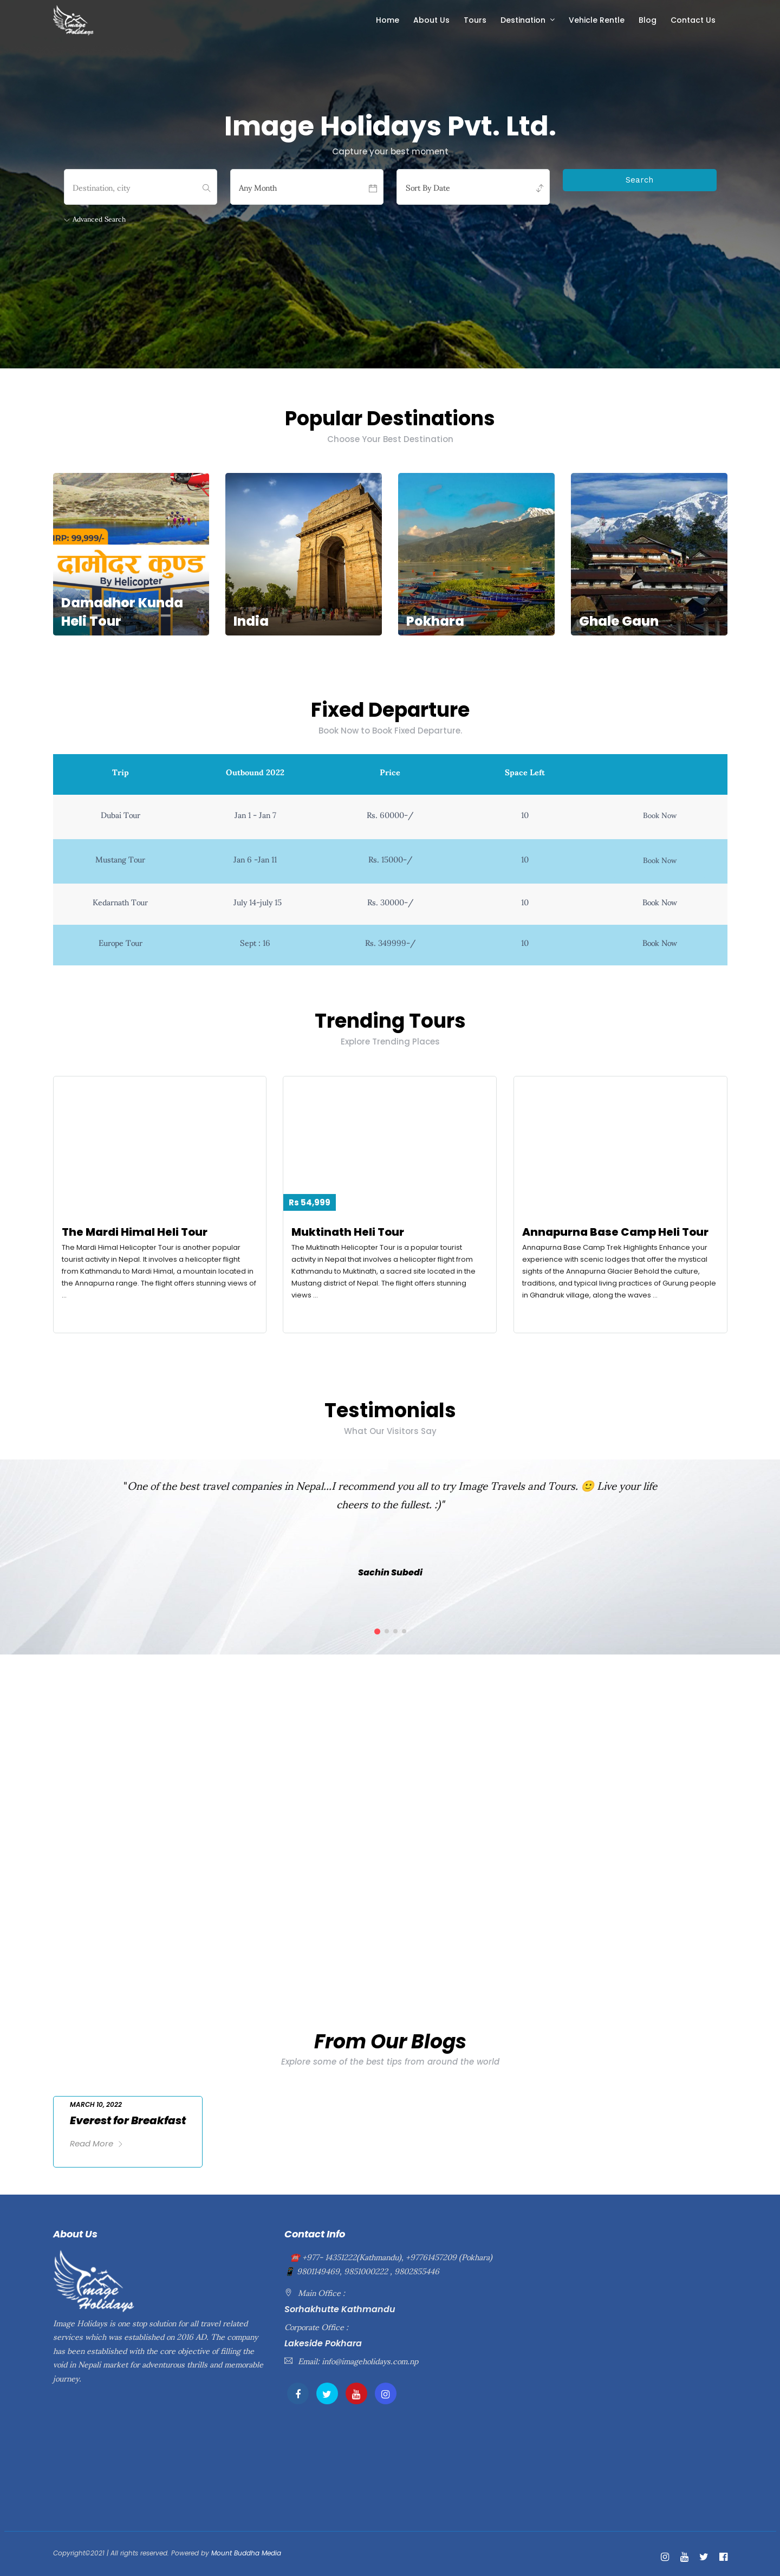 Image
Holidays
Home
About Us
Tours
Destination
Vehicle Rentle
Blog
Contact Us
Image Holidays Pvt. Ltd.
Capture your best moment
Destination, city
Any Month
Sort By Date
Search
Advanced Search
Popular Destinations
Choose Your Best Destination
RP: 99,999/-
दामोदर कुण्ड
By Helicopter
Damadhor Kunda
Heli Tour
India
Pokhara
Ghale Gaun
Fixed Departure
Book Now to Book Fixed Departure.
Trip Outbound 2022 Price Space Left
Dubai Tour Jan 1 - Jan 7 Rs. 60000-/ 10 Book Now
Mustang Tour Jan 6 -Jan 11 Rs. 15000-/ 10 Book Now
Kedarnath Tour July 14-july 15 Rs. 30000-/ 10 Book Now
Europe Tour Sept : 16 Rs. 349999-/ 10 Book Now
Trending Tours
Explore Trending Places
The Mardi Himal Heli Tour
The Mardi Himal Helicopter Tour is another popular
tourist activity in Nepal. It involves a helicopter flight
from Kathmandu to Mardi Himal, a mountain located in
the Annapurna range. The flight offers stunning views of
...
Rs 54,999
Muktinath Heli Tour
The Muktinath Helicopter Tour is a popular tourist
activity in Nepal that involves a helicopter flight from
Kathmandu to Muktinath, a sacred site located in the
Mustang district of Nepal. The flight offers stunning
views ...
Annapurna Base Camp Heli Tour
Annapurna Base Camp Trek Highlights Enhance your
experience with scenic lodges that offer the mystical
sights of the Annapurna Glacier Behold the culture,
traditions, and typical living practices of Gurung people
in Ghandruk village, along the waves ...
Testimonials
What Our Visitors Say
"One of the best travel companies in Nepal...I recommend you all to try Image Travels and Tours. 🙂 Live your life
cheers to the fullest. :)"
Sachin Subedi
From Our Blogs
Explore some of the best tips from around the world
MARCH 10, 2022
Everest for Breakfast
Read More
About Us
Image
Holidays
Image Holidays is one stop solution for all travel related
services which was established on 2016 AD. The company
has been established with the core objective of filling the
void in Nepali market for adventurous thrills and memorable
journey.
Contact Info
☎️ +977- 14351222(Kathmandu), +97761457209 (Pokhara)
📱 9801149469, 9851000222 , 9802855446
Main Office :
Sorhakhutte Kathmandu
Corporate Office :
Lakeside Pokhara
Email: info@imageholidays.com.np
Copyright©2021 | All rights reserved. Powered by Mount Buddha Media